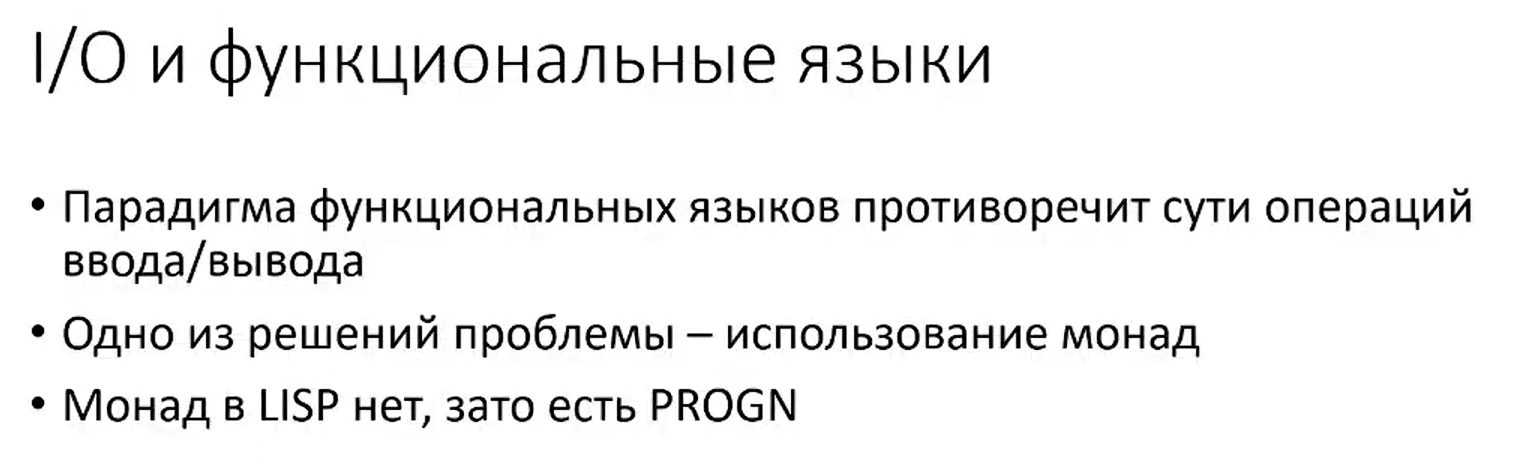 I/O и функциональные языки
• Парадигма функциональных языков противоречит сути операций
ввода/вывода
• Одно из решений проблемы – использование монад
• Монад в LISP нет, зато есть PROGN